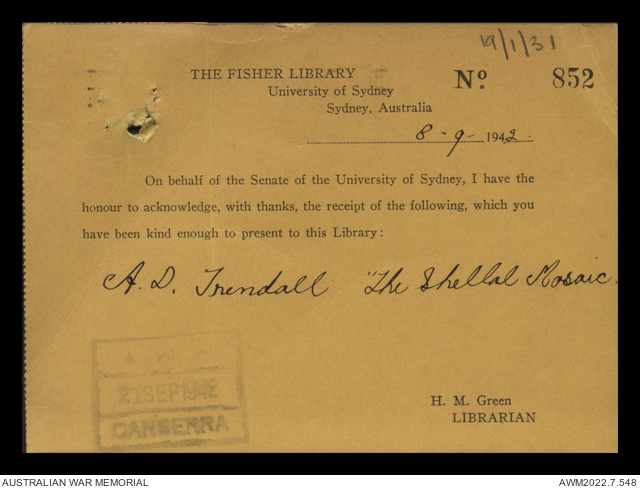 19/1/31
THE FISHER LIBRARY
Nº 852
University of Sydney
Sydney, Australia
8-9-1942.
On behalf of the Senate of the University of Sydney, I have the
honour to acknowledge, with thanks, the receipt of the following, which you
have been kind enough to present to this Library:
A. D. Trendall "The Shellal Mosaic.
21 SEP 1942
CANBERRA
H. M. Green
LIBRARIAN
AUSTRALIAN WAR MEMORIAL
AWM2022.7.548